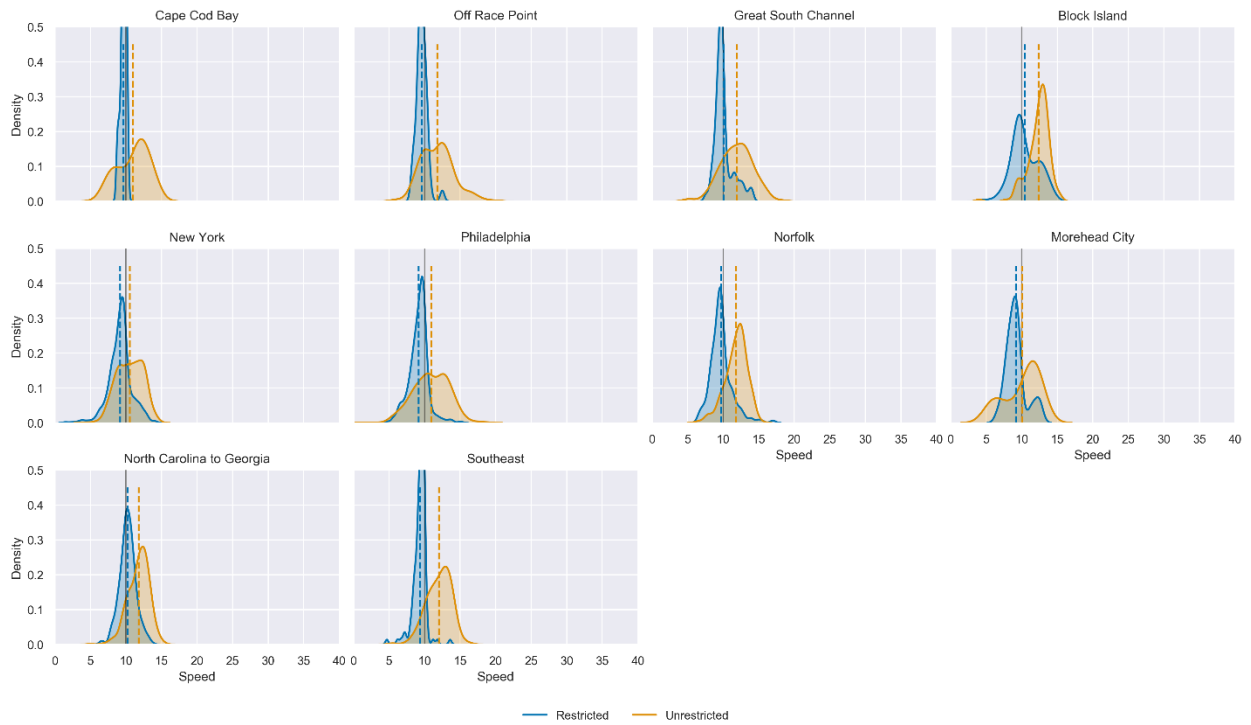 Cape Cod Bay
Off Race Point
Great South Channel
Block Island
0.5
0.4
0.3
0.2
0.1
0.0
Density
New York
Philadelphia
Norfolk
Morehead City
0.5
0.4
0.3
0.2
0.1
0.0
Density
0 5 10 15 20 25 30 35 40
Speed
0 5 10 15 20 25 30 35 40
Speed
North Carolina to Georgia
Southeast
0.5
0.4
0.3
0.2
0.1
0.0
Density
0 5 10 15 20 25 30 35 40
Speed
0 5 10 15 20 25 30 35 40
Speed
Restricted Unrestricted